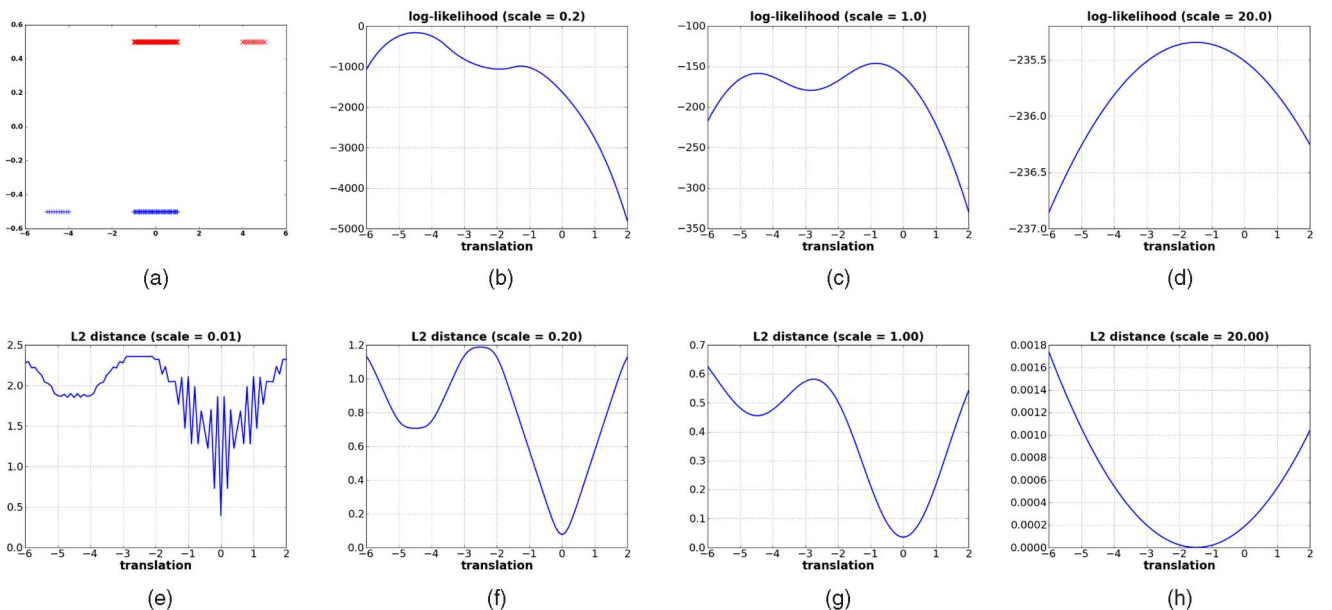 log-likelihood (scale = 0.2)
log-likelihood (scale = 1.0)
log-likelihood (scale = 20.0)
0.6
0.4
0.2
0.0
−0.2
−0.4
−0.6
−6 −4 −2 0 2 4 6
(a)
0
−1000
−2000
−3000
−4000
−5000
−6 −5 −4 −3 −2 −1 0 1 2
translation
(b)
−100
−150
−200
−250
−300
−350
−6 −5 −4 −3 −2 −1 0 1 2
translation
(c)
−235.5
−236.0
−236.5
−237.0
−6 −5 −4 −3 −2 −1 0 1 2
translation
(d)
L2 distance (scale = 0.01)
2.5
2.0
1.5
1.0
0.5
0.0
−6 −5 −4 −3 −2 −1 0 1 2
translation
(e)
L2 distance (scale = 0.20)
1.2
1.0
0.8
0.6
0.4
0.2
0.0
−6 −5 −4 −3 −2 −1 0 1 2
translation
(f)
L2 distance (scale = 1.00)
0.7
0.6
0.5
0.4
0.3
0.2
0.1
0.0
−6 −5 −4 −3 −2 −1 0 1 2
translation
(g)
L2 distance (scale = 20.00)
0.0018
0.0016
0.0014
0.0012
0.0010
0.0008
0.0006
0.0004
0.0002
0.0000
−6 −5 −4 −3 −2 −1 0 1 2
translation
(h)